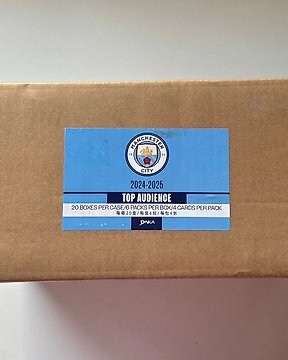 MANCHESTER
CITY
2024-2025
TOP AUDIENCE
20 BOXES PER CASE/6 PACKS PER BOX/4 CARDS PER PACK
每箱20盒/每盒6包/每包4张
DAKA